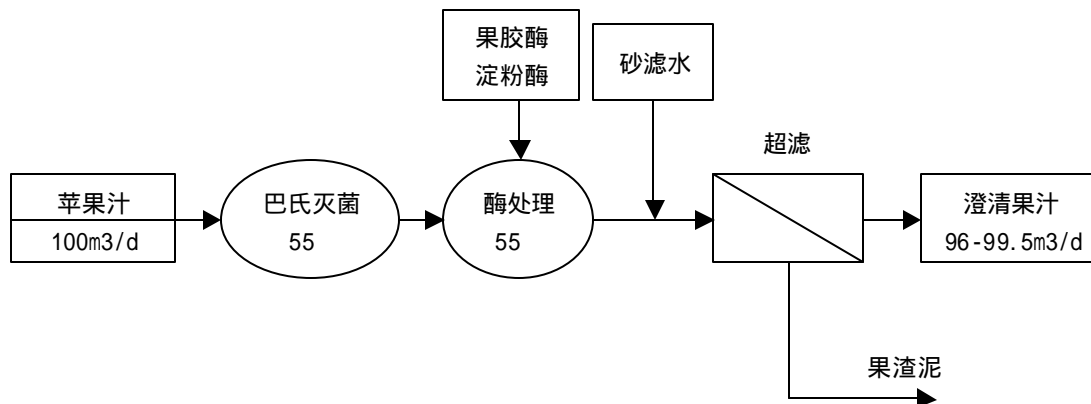 果胶酶
淀粉酶
砂滤水
超滤
苹果汁
100m3/d
巴氏灭菌
55
酶处理
55
澄清果汁
96-99.5m3/d
果渣泥